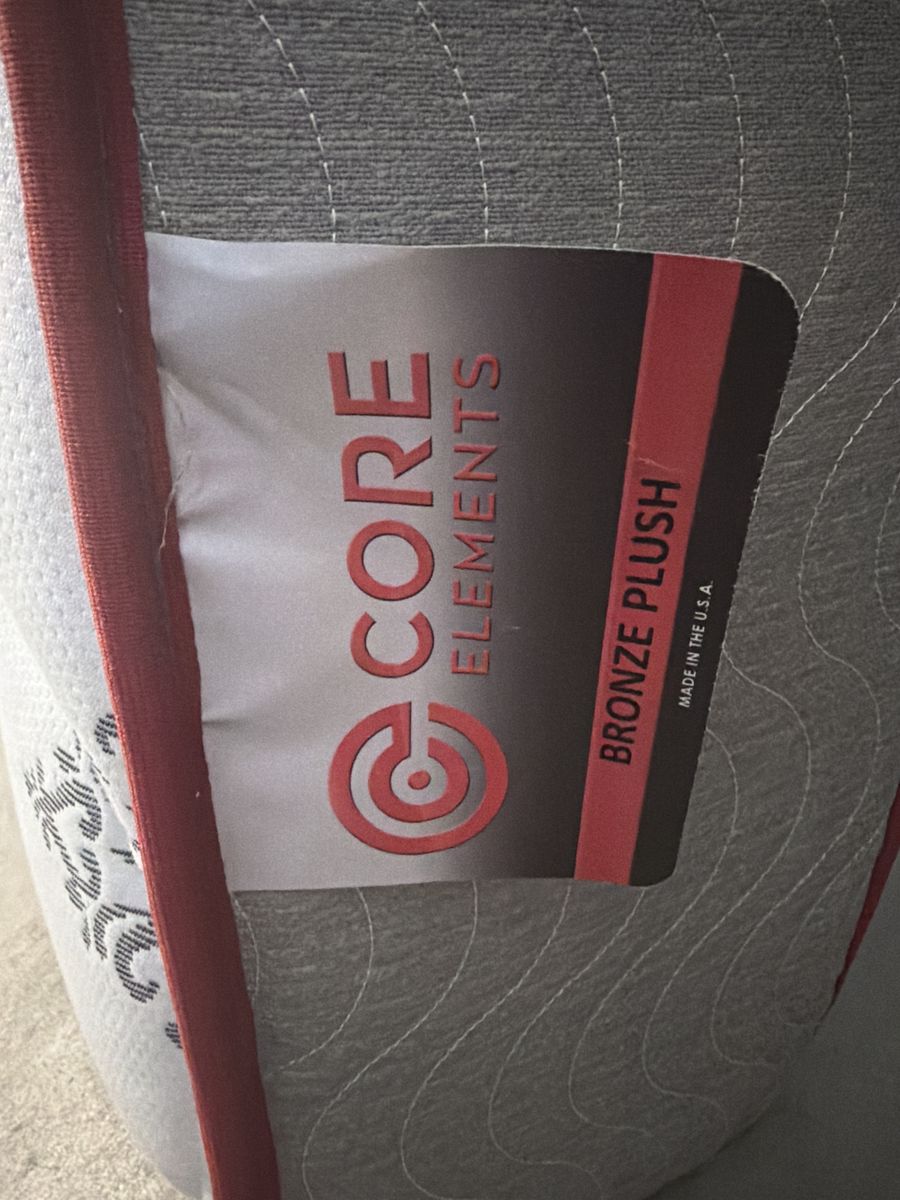 CORE
ELEMENTS
BRONZE PLUSH
MADE IN THE U.S.A.